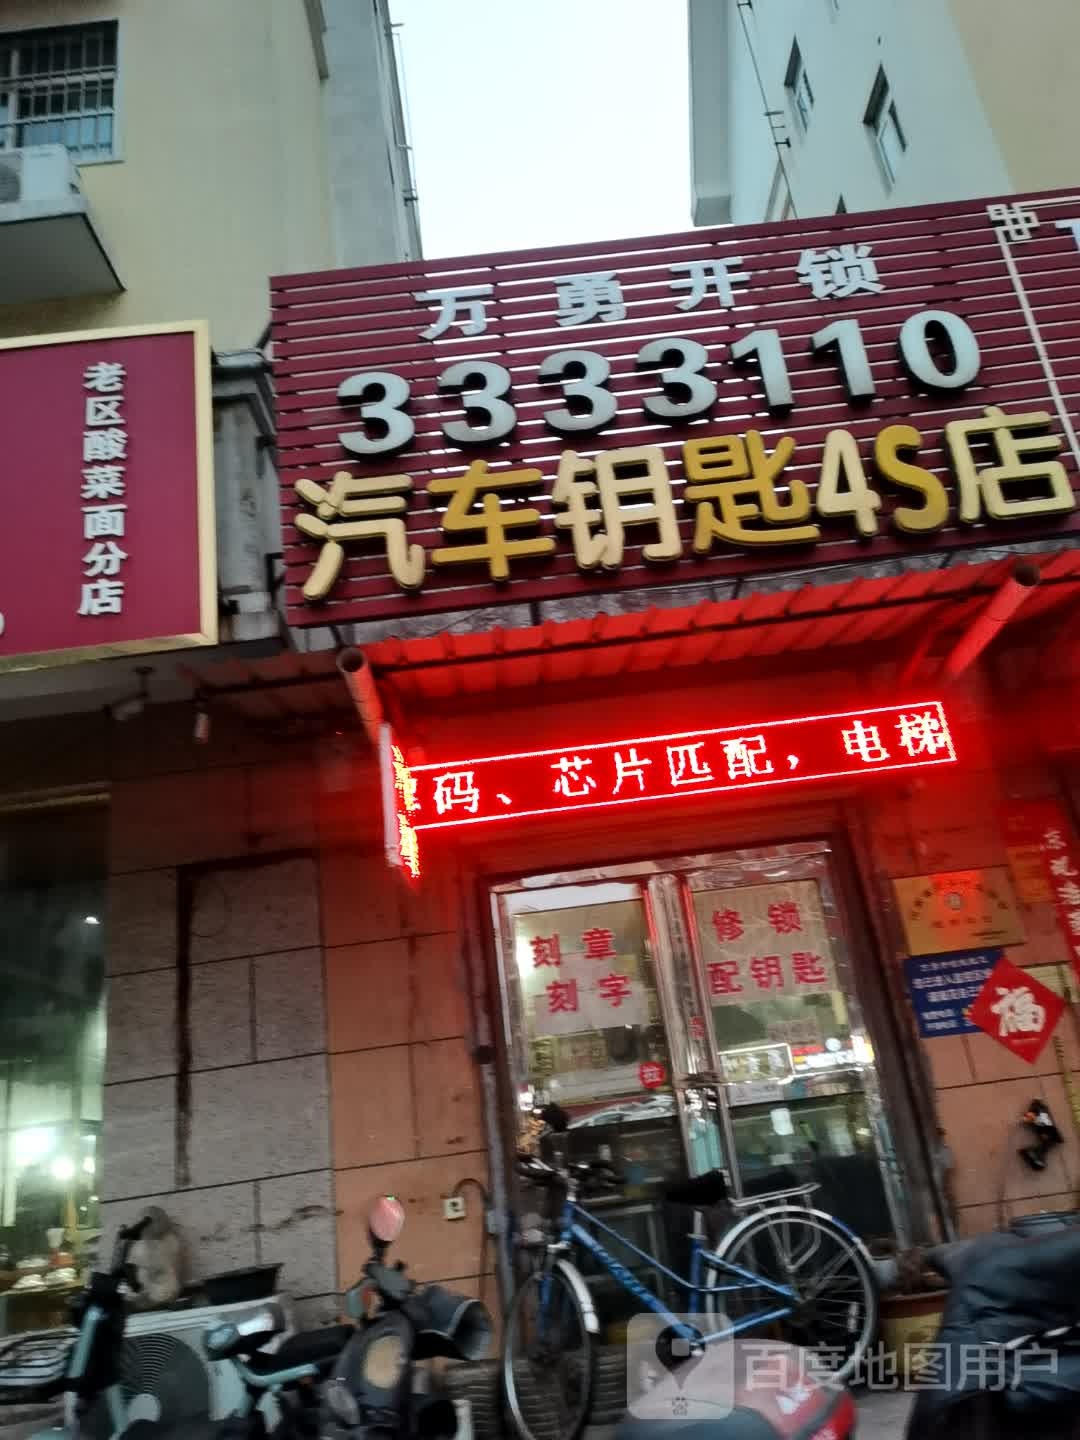 万勇开锁
3333110
汽车钥匙4S店
老区酸菜面分店
码、芯片匹配，电梯
刻章
刻字
修锁
配钥匙
拉
福
百度地图用户